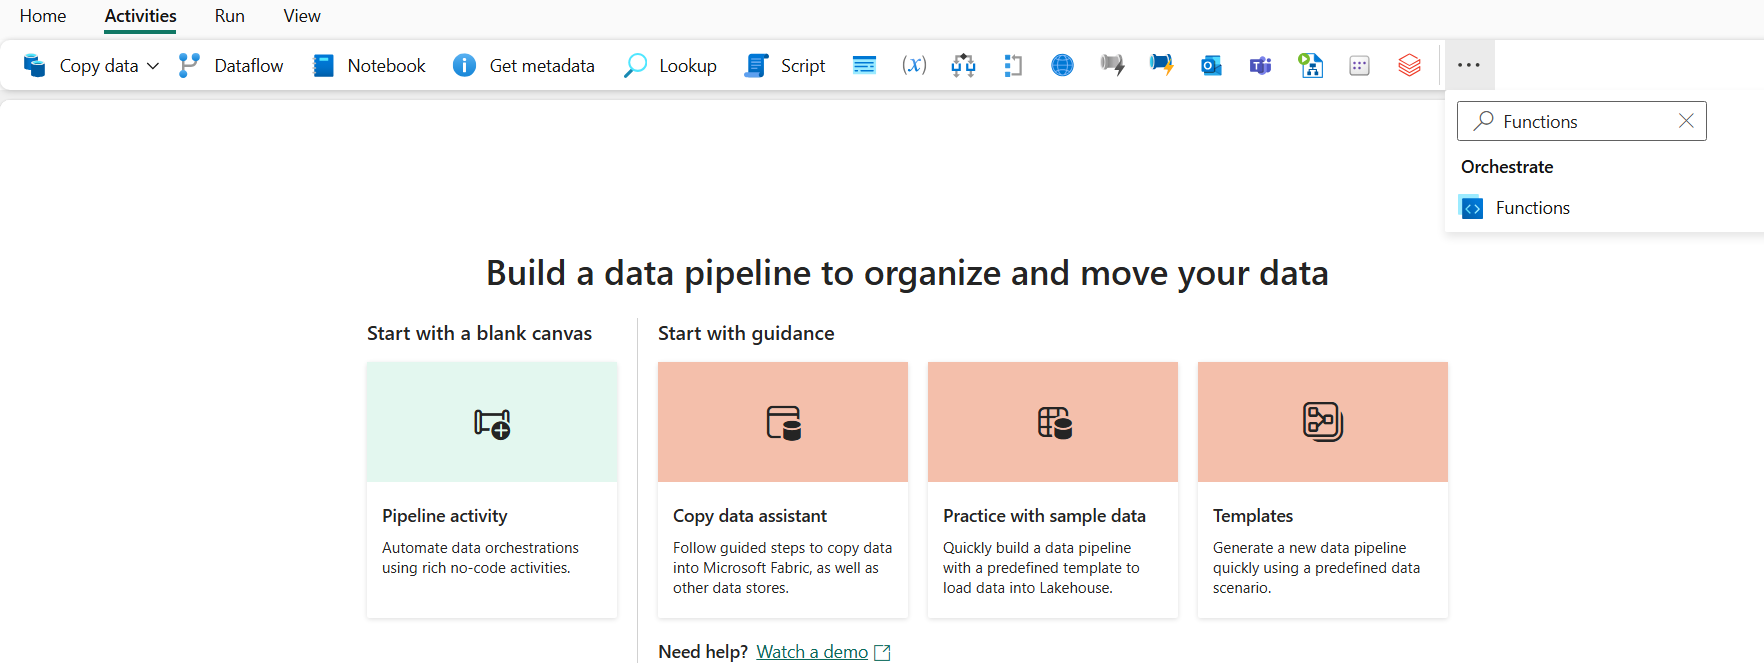 Home Activities Run View
Copy data Dataflow Notebook Get metadata Lookup Script (x) ...
Functions
Orchestrate
Functions
Build a data pipeline to organize and move your data
Start with a blank canvas
Pipeline activity
Automate data orchestrations
using rich no-code activities.
Start with guidance
Copy data assistant
Follow guided steps to copy data
into Microsoft Fabric, as well as
other data stores.
Practice with sample data
Quickly build a data pipeline
with a predefined template to
load data into Lakehouse.
Templates
Generate a new data pipeline
quickly using a predefined data
scenario.
Need help? Watch a demo